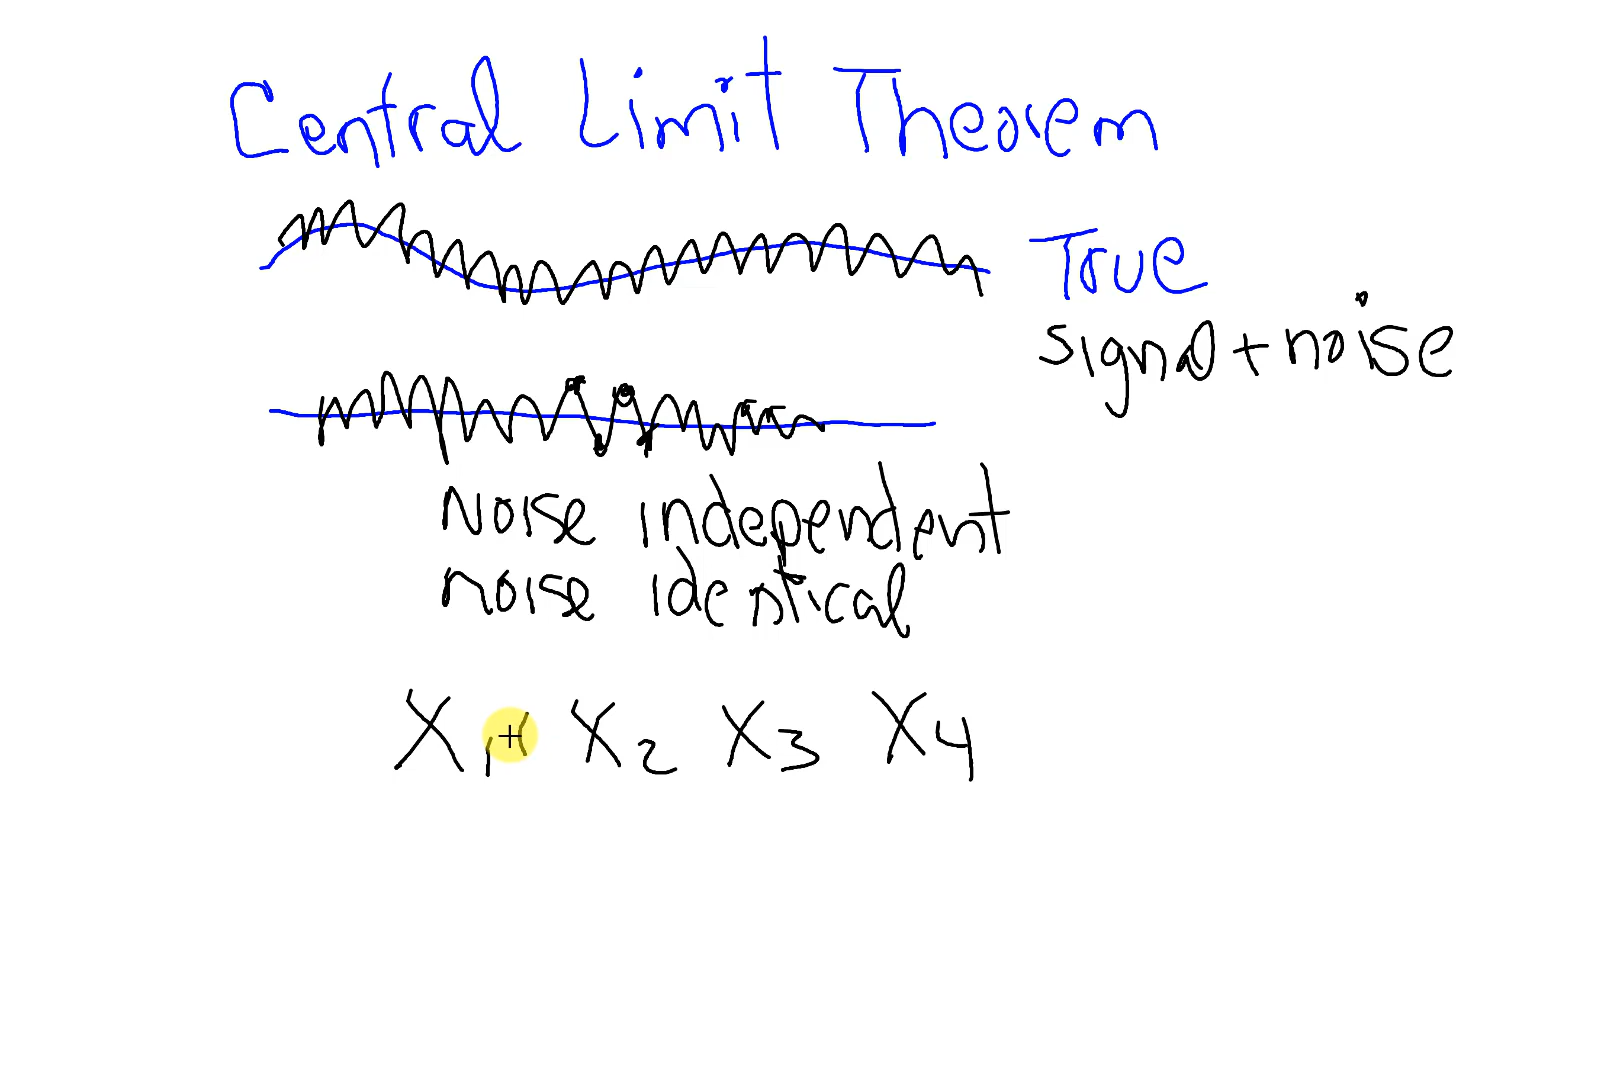 Central Limit Theorem
True
signal + noise
Noise independent
noise identical
X1 X2 X3 X4